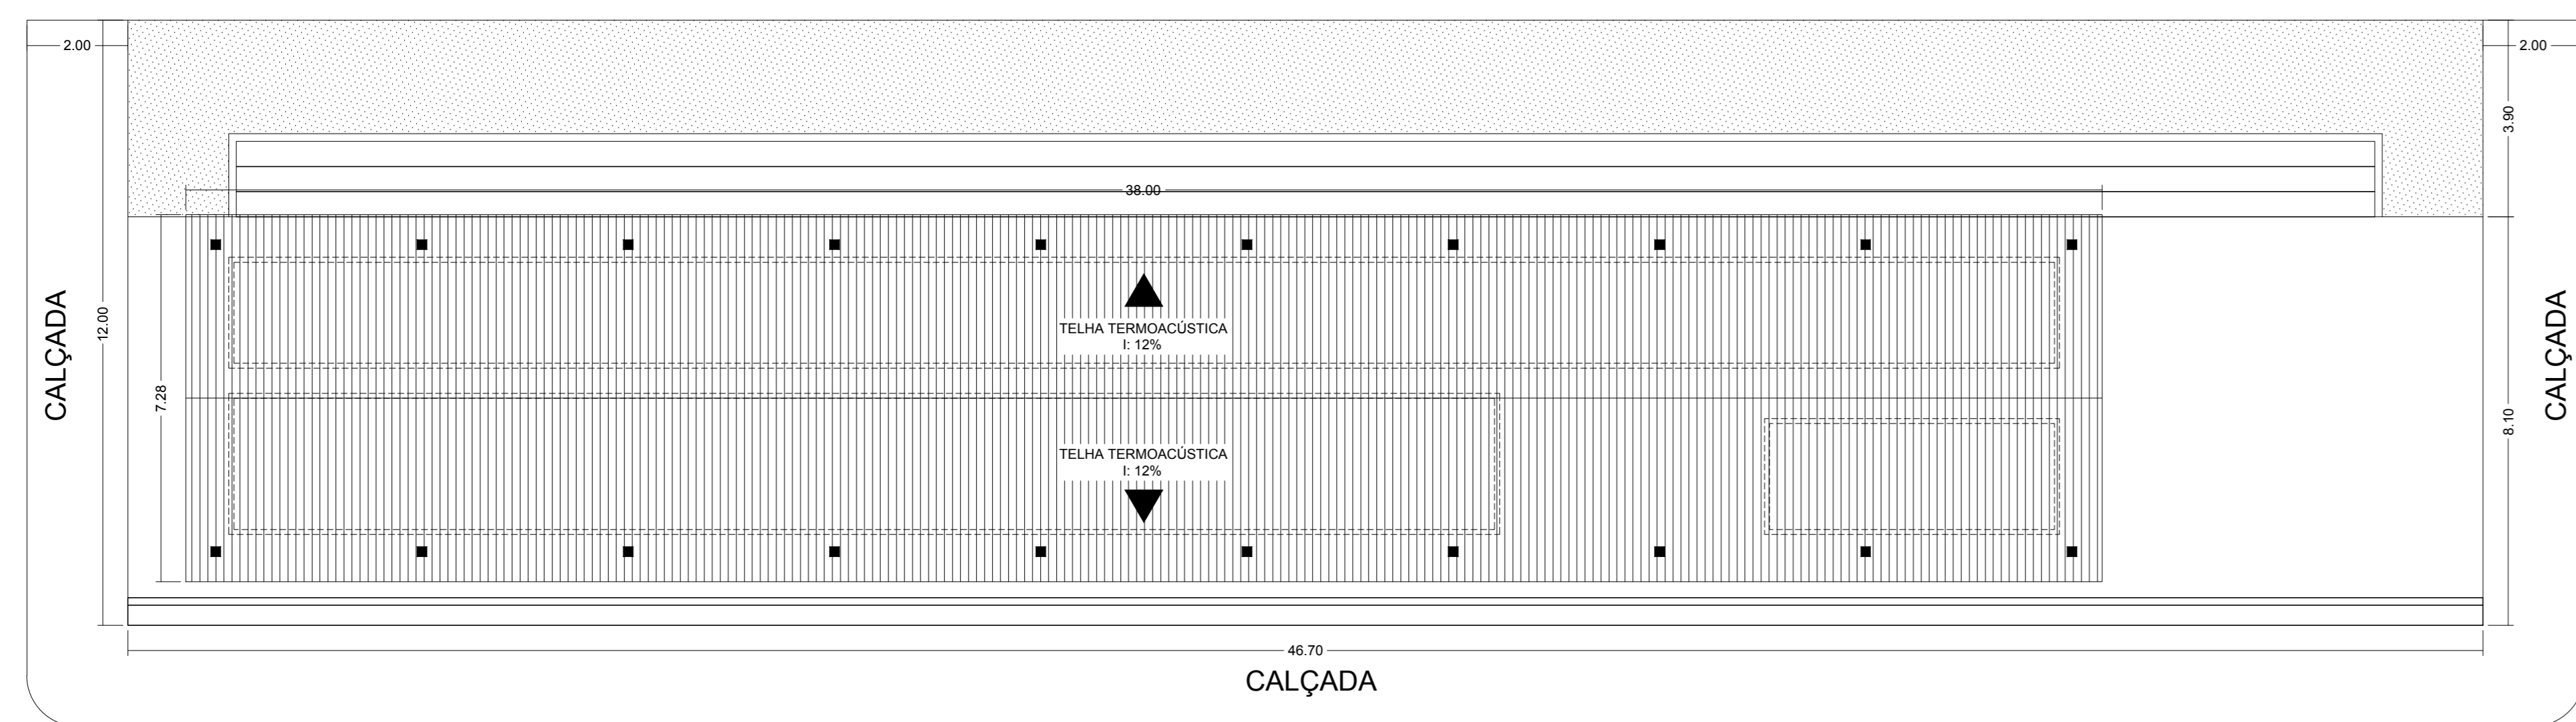 2.00
2.00
3.90
38.00
CALÇADA
12.00
7.28
TELHA TERMOACÚSTICA
I: 12%
TELHA TERMOACÚSTICA
I: 12%
8.10
CALÇADA
46.70
CALÇADA